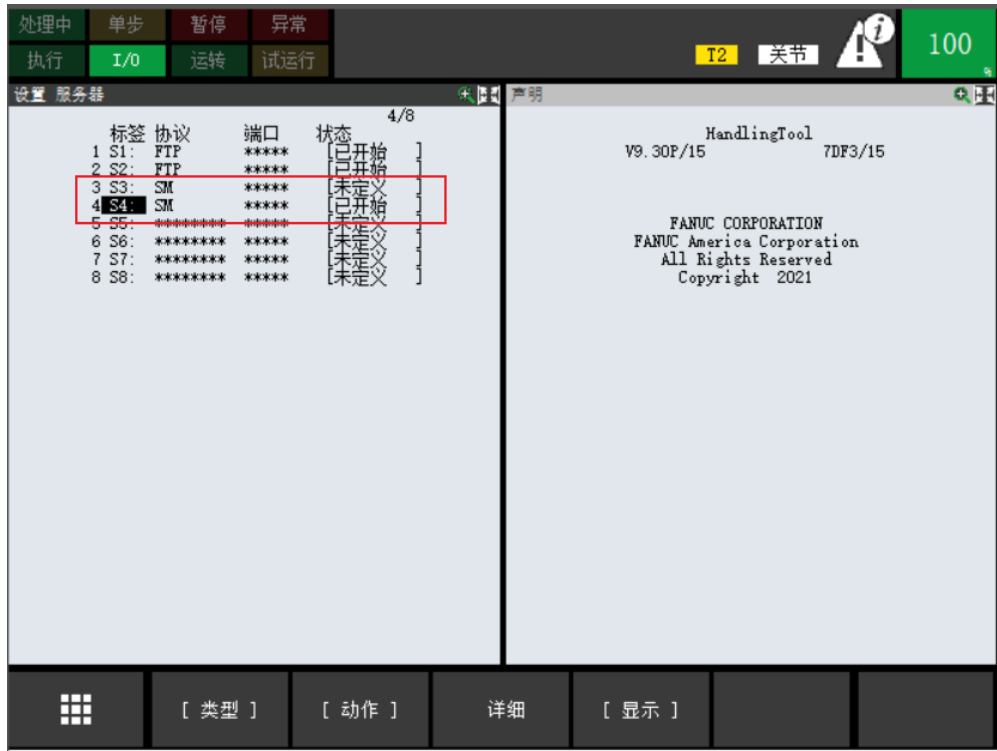 处理中 单步 暂停 异常
执行 I/O 运转 试运行
T2 关节 100 %
设置 服务器
4/8
标签 协议 端口 状态
1 S1: FTP ***** [已开始 ]
2 S2: FTP ***** [已开始 ]
3 S3: SM ***** [未定义 ]
4 S4: SM ***** [已开始 ]
5 S5: ******** ***** [未定义 ]
6 S6: ******** ***** [未定义 ]
7 S7: ******** ***** [未定义 ]
8 S8: ******** ***** [未定义 ]
声明
HandlingTool
V9.30P/15 7DF3/15
FANUC CORPORATION
FANUC America Corporation
All Rights Reserved
Copyright 2021
[ 类型 ] [ 动作 ] 详细 [ 显示 ]